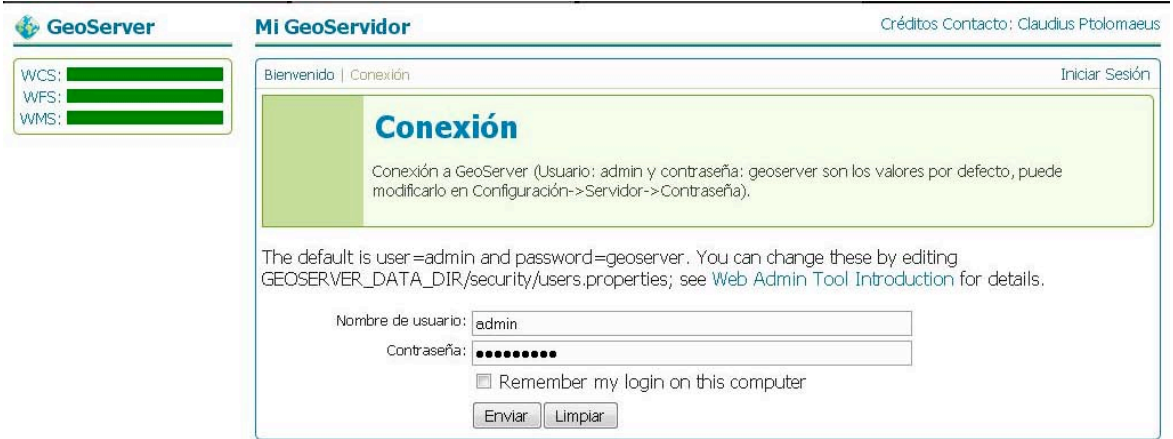 GeoServer
Mi GeoServidor
Créditos Contacto: Claudius Ptolomaeus
WCS:
WFS:
WMS:
Bienvenido | Conexión
Iniciar Sesión
Conexión
Conexión a GeoServer (Usuario: admin y contraseña: geoserver son los valores por defecto, puede
modificarlo en Configuración->Servidor->Contraseña).
The default is user=admin and password=geoserver. You can change these by editing
GEOSERVER_DATA_DIR/security/users.properties; see Web Admin Tool Introduction for details.
Nombre de usuario: admin
Contraseña: •••••••••
Remember my login on this computer
Enviar Limpiar